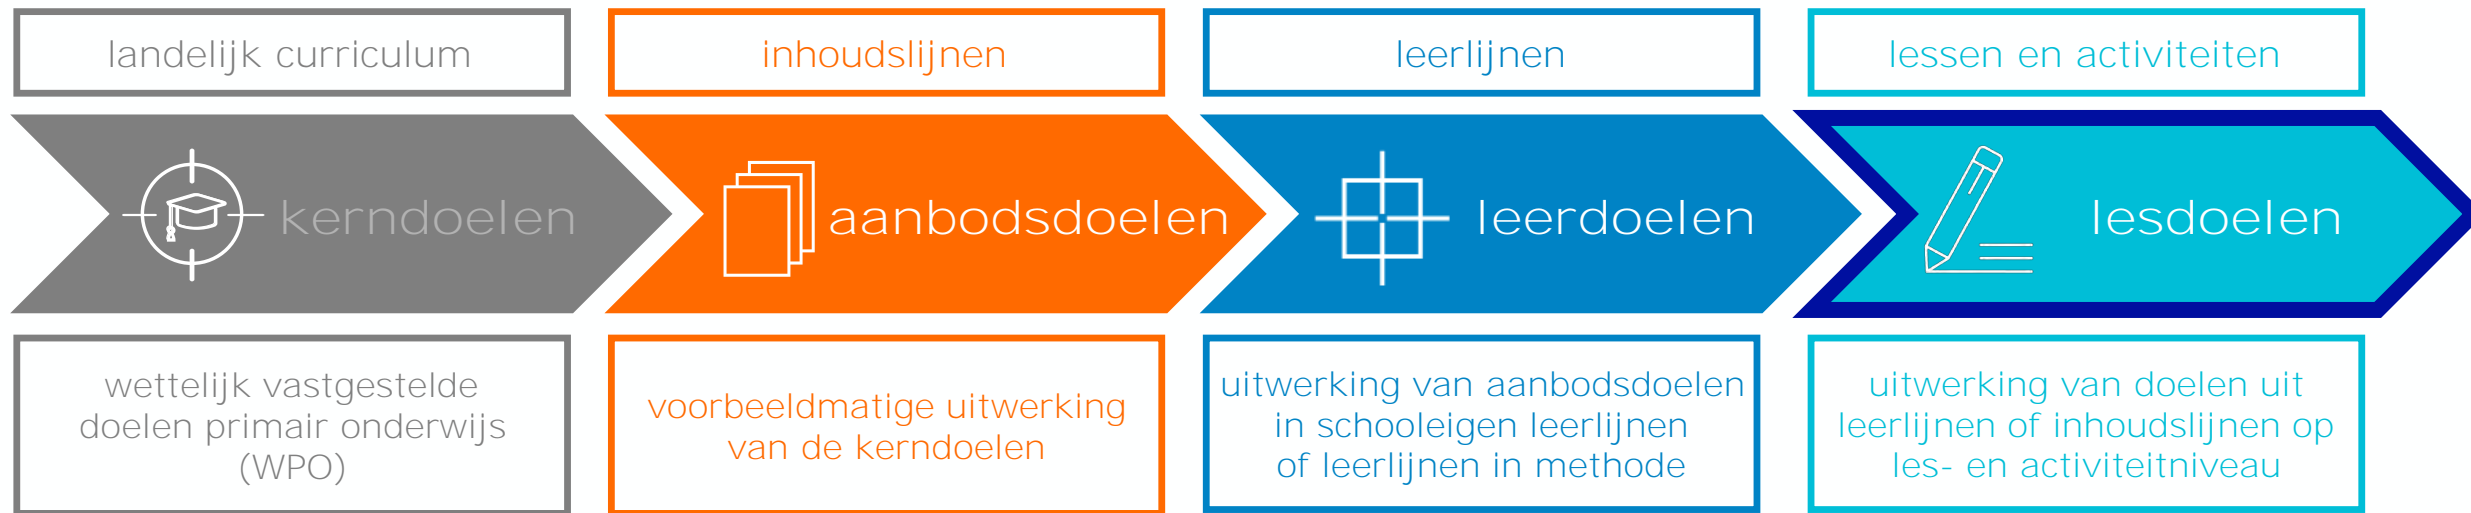 landelijk curriculum
inhoudslijnen
leerlijnen
lessen en activiteiten
kerndoelen
aanbodsdoelen
leerdoelen
lesdoelen
wettelijk vastgestelde
doelen primair onderwijs
(WPO)
voorbeeldmatige uitwerking
van de kerndoelen
uitwerking van aanbodsdoelen
in schooleigen leerlijnen
of leerlijnen in methode
uitwerking van doelen uit
leerlijnen of inhoudslijnen op
les- en activiteitniveau